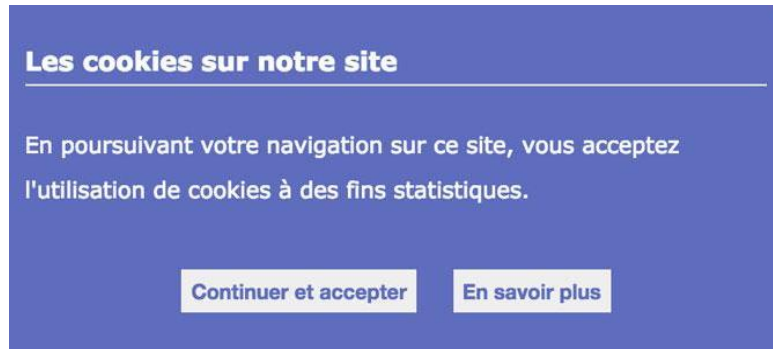 Les cookies sur notre site
En poursuivant votre navigation sur ce site, vous acceptez
l'utilisation de cookies à des fins statistiques.
Continuer et accepter En savoir plus